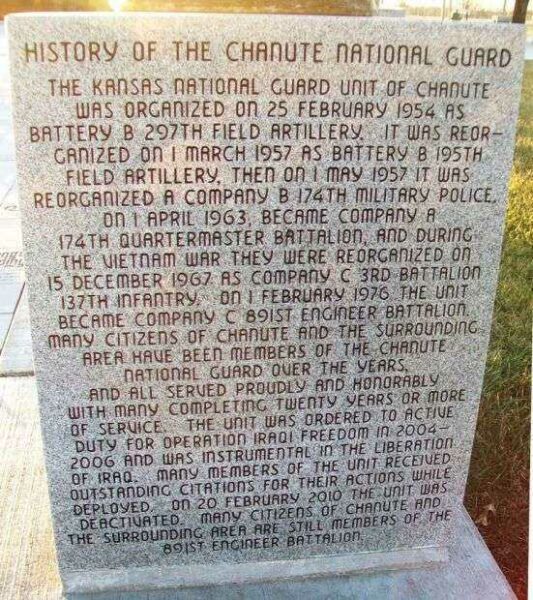 HISTORY OF THE CHANUTE NATIONAL GUARD
THE KANSAS NATIONAL GUARD UNIT OF CHANUTE
WAS ORGANIZED ON 25 FEBRUARY 1954 AS
BATTERY B 297TH FIELD ARTILLERY. IT WAS REOR-
GANIZED ON 1 MARCH 1957 AS BATTERY B 195TH
FIELD ARTILLERY, THEN ON 1 MAY 1957 IT WAS
REORGANIZED A COMPANY B 174TH MILITARY POLICE.
ON 1 APRIL 1963, BECAME COMPANY A
174TH QUARTERMASTER BATTALION, AND DURING
THE VIETNAM WAR THEY WERE REORGANIZED ON
15 DECEMBER 1967 AS COMPANY C 3RD BATTALION
137TH INFANTRY. ON 1 FEBRUARY 1976 THE UNIT
BECAME COMPANY C 891ST ENGINEER BATTALION.
MANY CITIZENS OF CHANUTE AND THE SURROUNDING
AREA HAVE BEEN MEMBERS OF THE CHANUTE
NATIONAL GUARD OVER THE YEARS,
AND ALL SERVED PROUDLY AND HONORABLY
WITH MANY COMPLETING TWENTY YEARS OR MORE
OF SERVICE. THE UNIT WAS ORDERED TO ACTIVE
DUTY FOR OPERATION IRAQI FREEDOM IN 2004-
2006 AND WAS INSTRUMENTAL IN THE LIBERATION
OF IRAQ. MANY MEMBERS OF THE UNIT RECEIVED
OUTSTANDING CITATIONS FOR THEIR ACTIONS WHILE
DEPLOYED. ON 20 FEBRUARY 2010 THE UNIT WAS
DEACTIVATED. MANY CITIZENS OF CHANUTE AND
THE SURROUNDING AREA ARE STILL MEMBERS OF THE
891ST ENGINEER BATTALION.